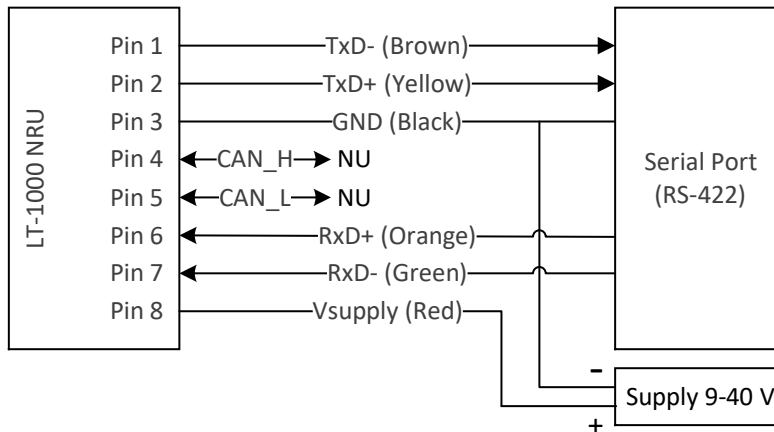 LT-1000 NRU
Pin 1 TxD- (Brown)
Pin 2 TxD+ (Yellow)
Pin 3 GND (Black)
Pin 4 CAN_H NU
Pin 5 CAN_L NU
Pin 6 RxD+ (Orange)
Pin 7 RxD- (Green)
Pin 8 Vsupply (Red)
Serial Port
(RS-422)
-
Supply 9-40 V
+